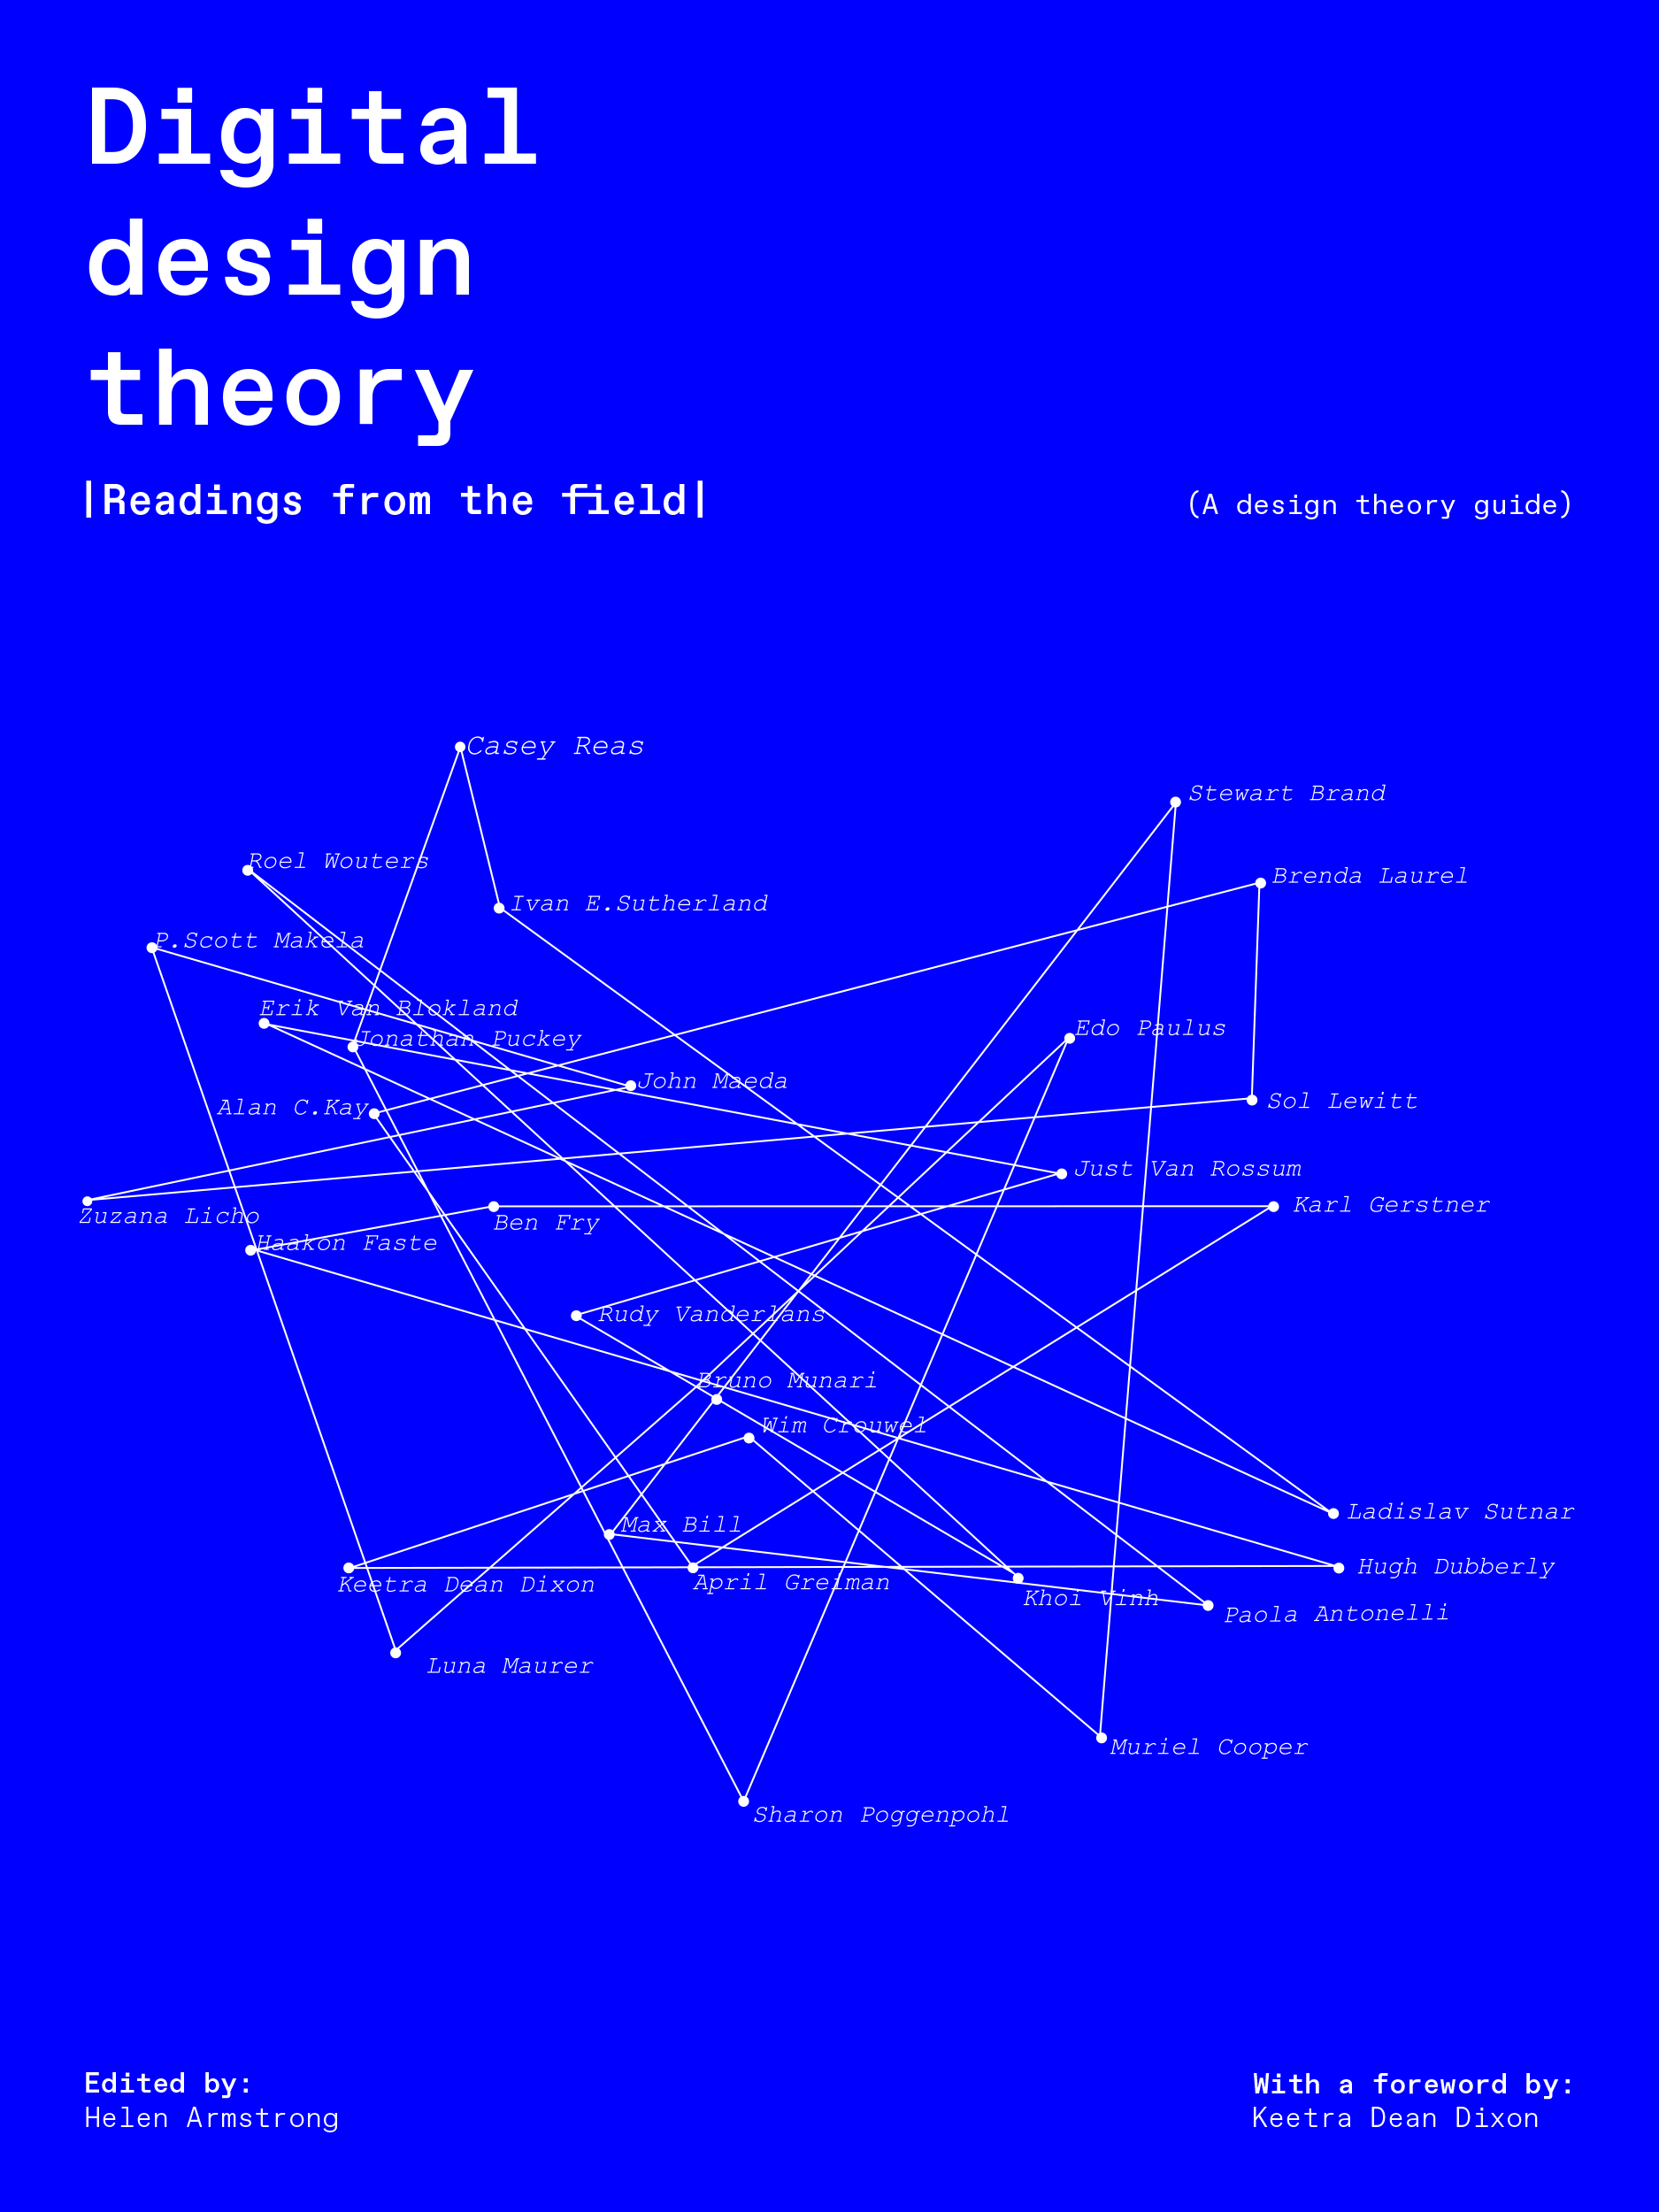 Digital
design
theory
|Readings from the field|
(A design theory guide)
Casey Reas
Stewart Brand
Roel Wouters
Brenda Laurel
Ivan E.Sutherland
P.Scott Makela
Erik Van Blokland
Edo Paulus
Jonathan Puckey
John Maeda
Sol Lewitt
Alan C.Kay
Just Van Rossum
Karl Gerstner
Zuzana Licho
Ben Fry
Haakon Faste
Rudy Vanderlans
Bruno Munari
Wim Crouwel
Ladislav Sutnar
Max Bill
Hugh Dubberly
April Greiman
Keetra Dean Dixon
Khoi Vinh
Paola Antonelli
Luna Maurer
Muriel Cooper
Sharon Poggenpohl
Edited by:
Helen Armstrong
With a foreword by:
Keetra Dean Dixon